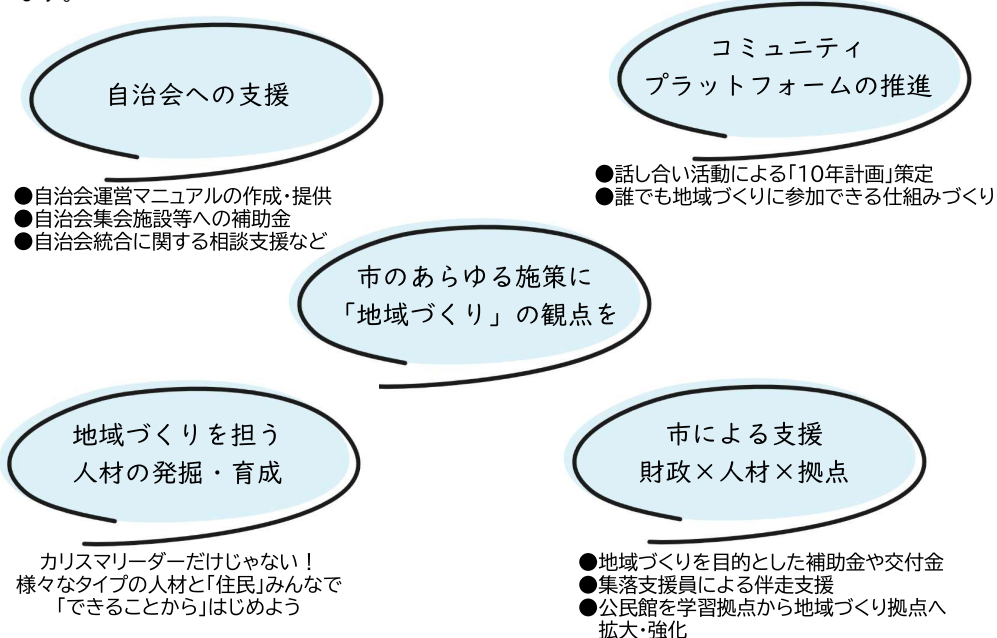 ます。
自治会への支援
●自治会運営マニュアルの作成・提供
●自治会集会施設等への補助金
●自治会統合に関する相談支援など
コミュニティ
プラットフォームの推進
●話し合い活動による「10年計画」策定
●誰でも地域づくりに参加できる仕組みづくり
市のあらゆる施策に
「地域づくり」の観点を
地域づくりを担う
人材の発掘・育成
カリスマリーダーだけじゃない！
様々なタイプの人材と「住民」みんなで
「できることから」はじめよう
市による支援
財政×人材×拠点
●地域づくりを目的とした補助金や交付金
●集落支援員による伴走支援
●公民館を学習拠点から地域づくり拠点へ
拡大・強化